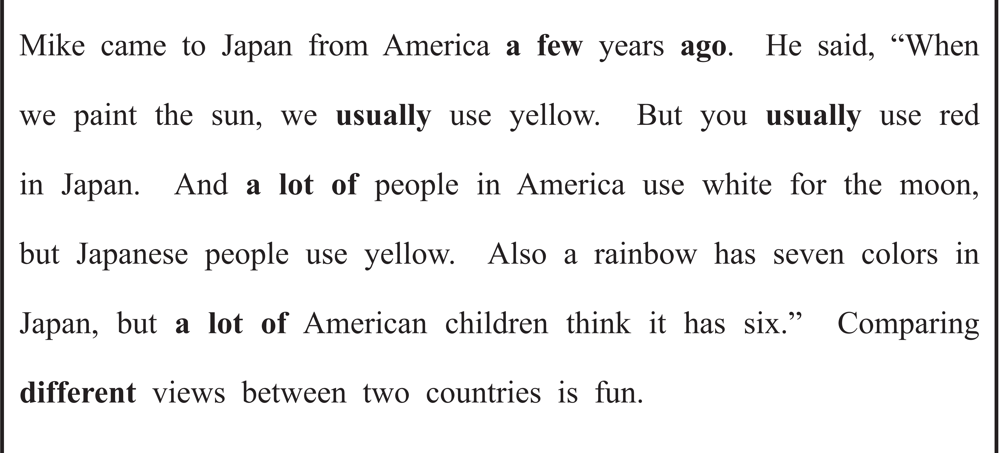 Mike came to Japan from America a few years ago. He said, “When
we paint the sun, we usually use yellow. But you usually use red
in Japan. And a lot of people in America use white for the moon,
but Japanese people use yellow. Also a rainbow has seven colors in
Japan, but a lot of American children think it has six.” Comparing
different views between two countries is fun.